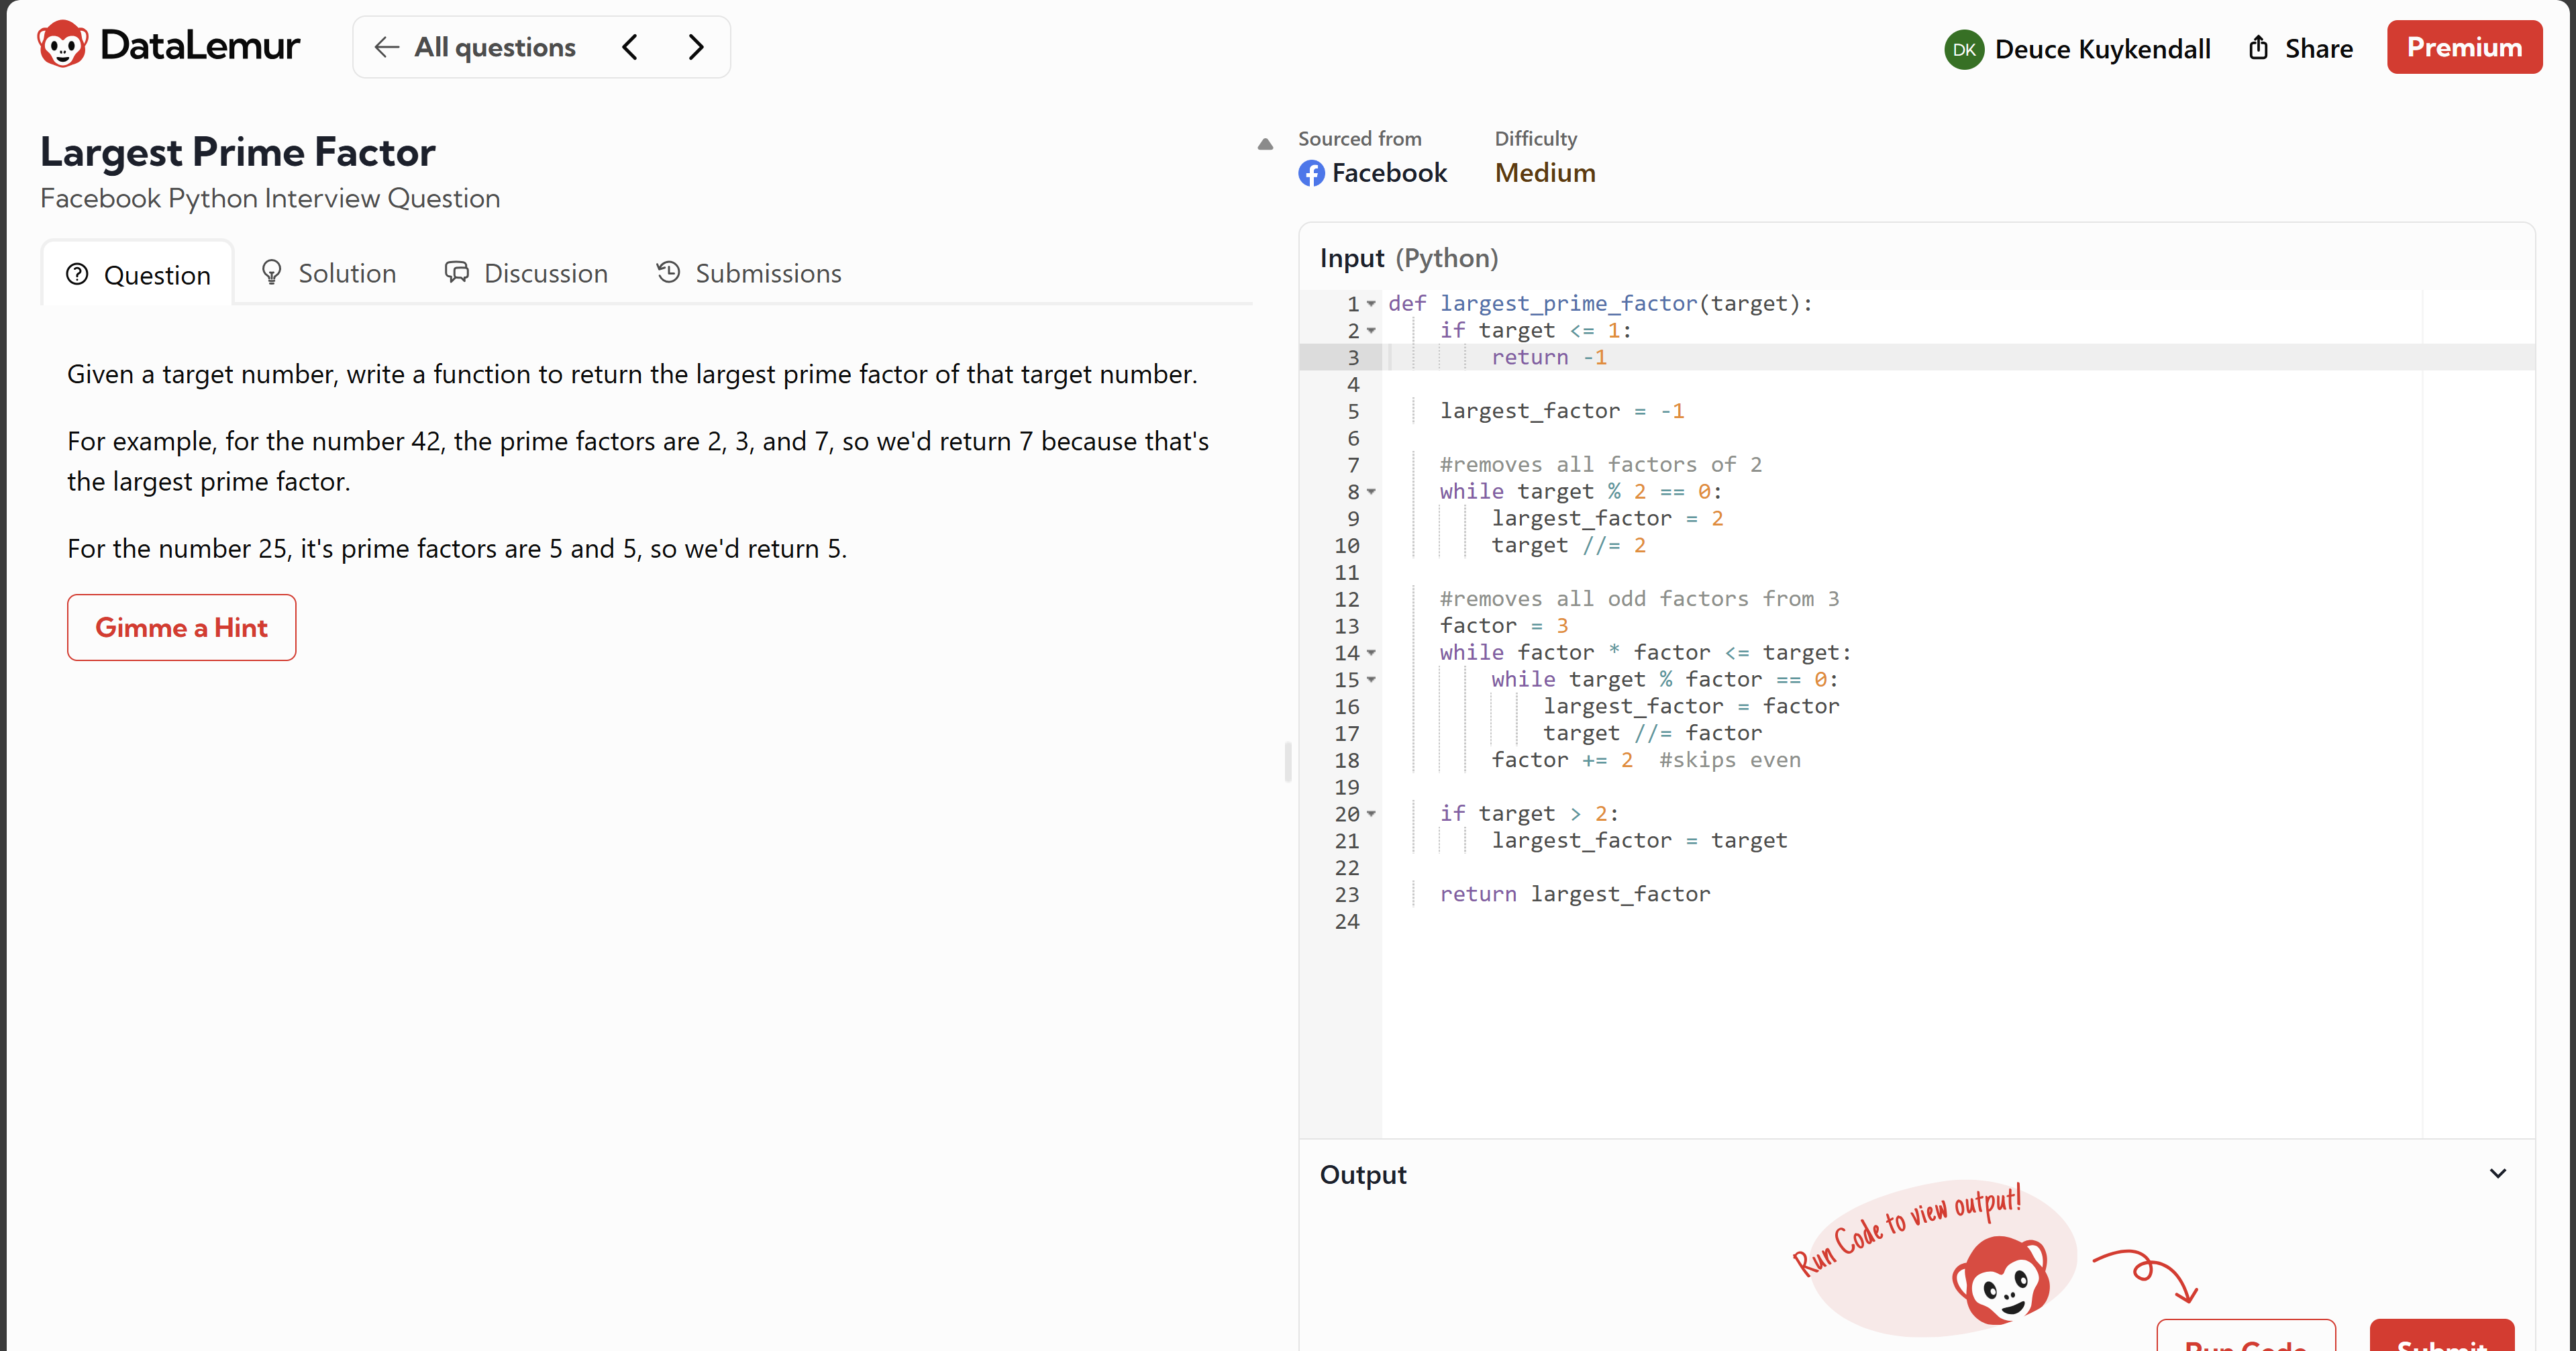 DataLemur
All questions
DK Deuce Kuykendall
Share
Premium
Largest Prime Factor
Facebook Python Interview Question
Question
Solution
Discussion
Submissions
Given a target number, write a function to return the largest prime factor of that target number.
For example, for the number 42, the prime factors are 2, 3, and 7, so we'd return 7 because that's
the largest prime factor.
For the number 25, it's prime factors are 5 and 5, so we'd return 5.
Gimme a Hint
Sourced from
Facebook
Difficulty
Medium
Input (Python)
1 def largest_prime_factor(target):
2     if target <= 1:
3         return -1
4
5     largest_factor = -1
6
7     #removes all factors of 2
8     while target % 2 == 0:
9         largest_factor = 2
10         target //= 2
11
12     #removes all odd factors from 3
13     factor = 3
14     while factor * factor <= target:
15         while target % factor == 0:
16             largest_factor = factor
17             target //= factor
18         factor += 2  #skips even
19
20     if target > 2:
21         largest_factor = target
22
23     return largest_factor
24
Output
Run Code to view output!
Run Code
Submit